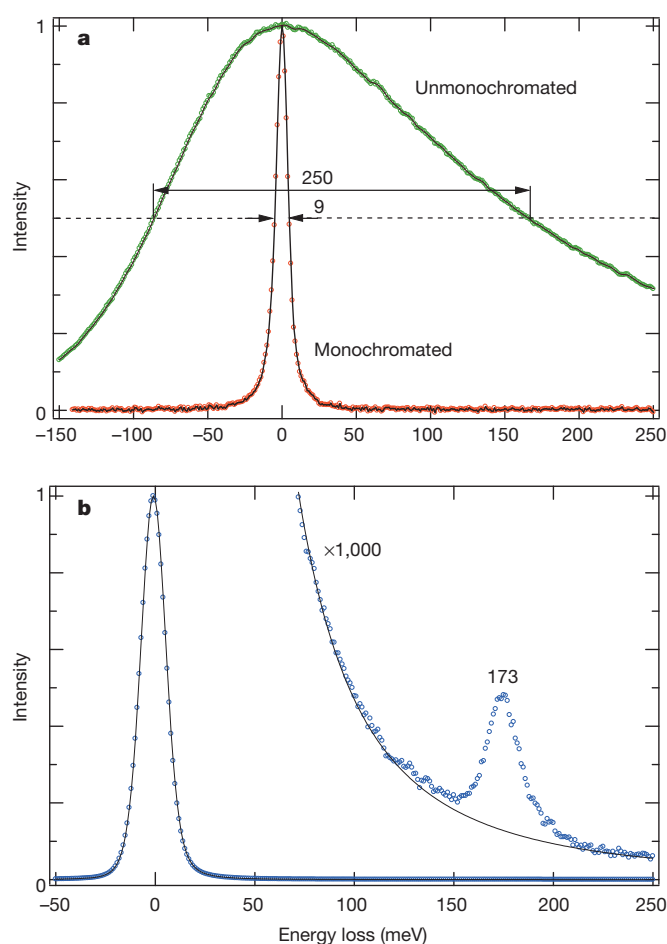 a
1
Unmonochromated
250
9
Intensity
Monochromated
0
−150 −100 −50 0 50 100 150 200 250
b
1
×1,000
173
Intensity
0
−50 0 50 100 150 200 250
Energy loss (meV)